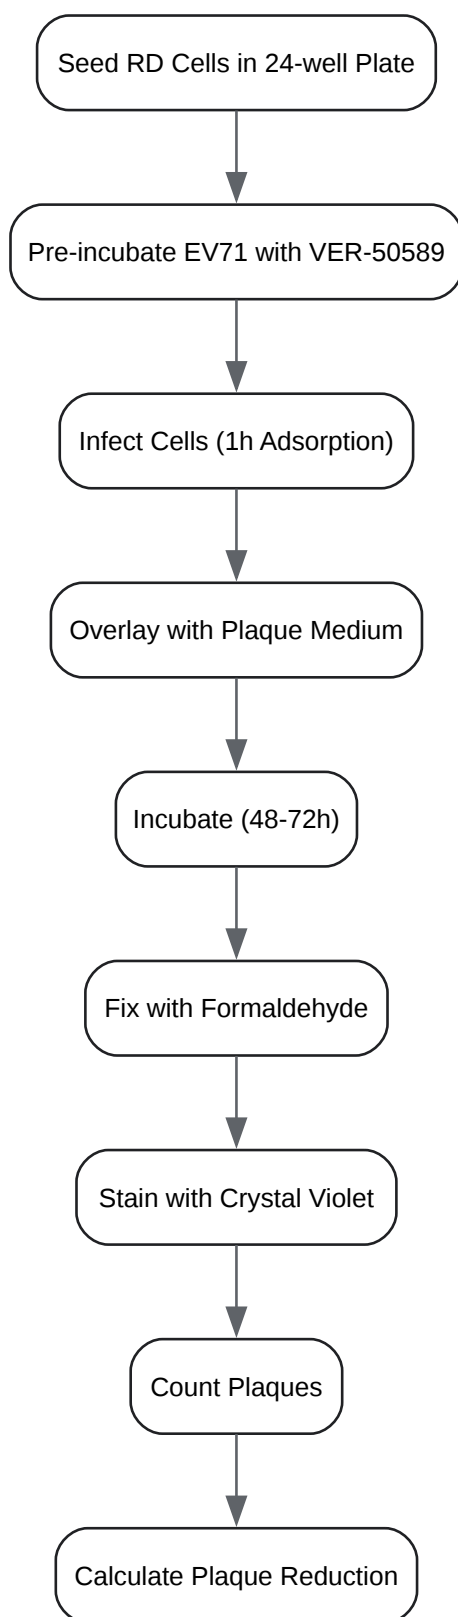 Seed RD Cells in 24-well Plate
Pre-incubate EV71 with VER-50589
Infect Cells (1h Adsorption)
Overlay with Plaque Medium
Incubate (48-72h)
Fix with Formaldehyde
Stain with Crystal Violet
Count Plaques
Calculate Plaque Reduction